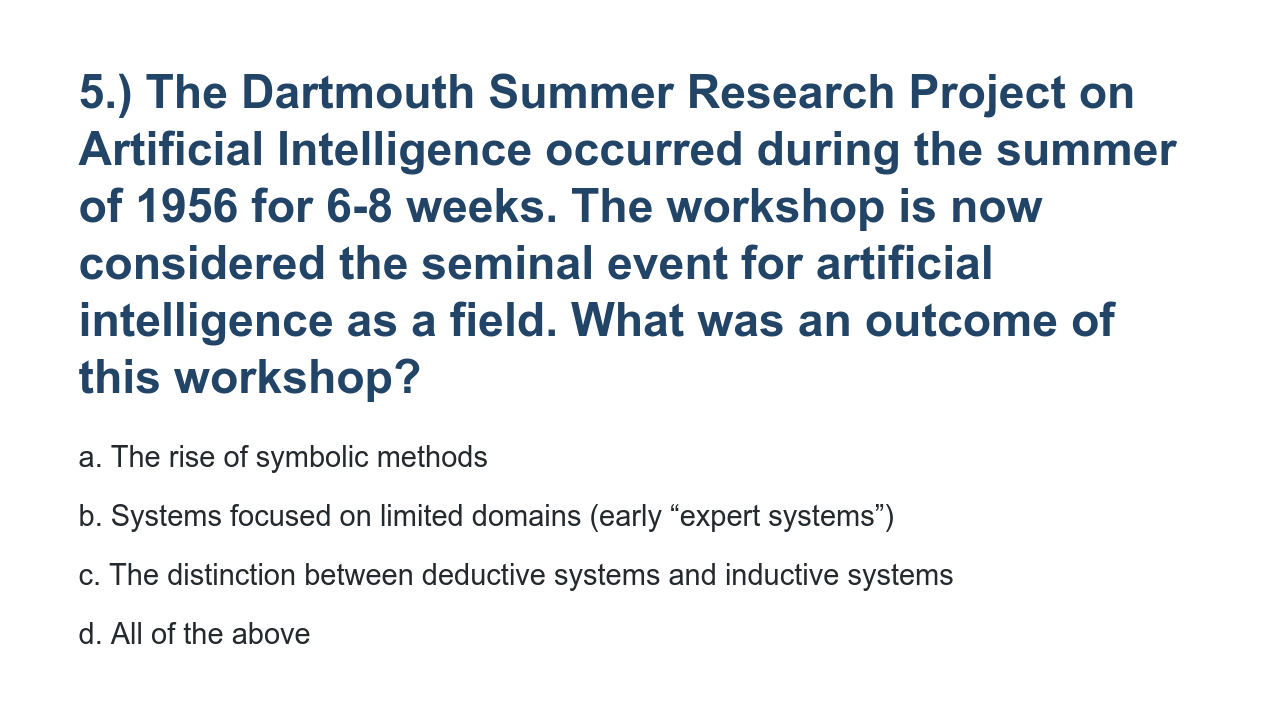 5.) The Dartmouth Summer Research Project on
Artificial Intelligence occurred during the summer
of 1956 for 6-8 weeks. The workshop is now
considered the seminal event for artificial
intelligence as a field. What was an outcome of
this workshop?
a. The rise of symbolic methods
b. Systems focused on limited domains (early “expert systems”)
c. The distinction between deductive systems and inductive systems
d. All of the above